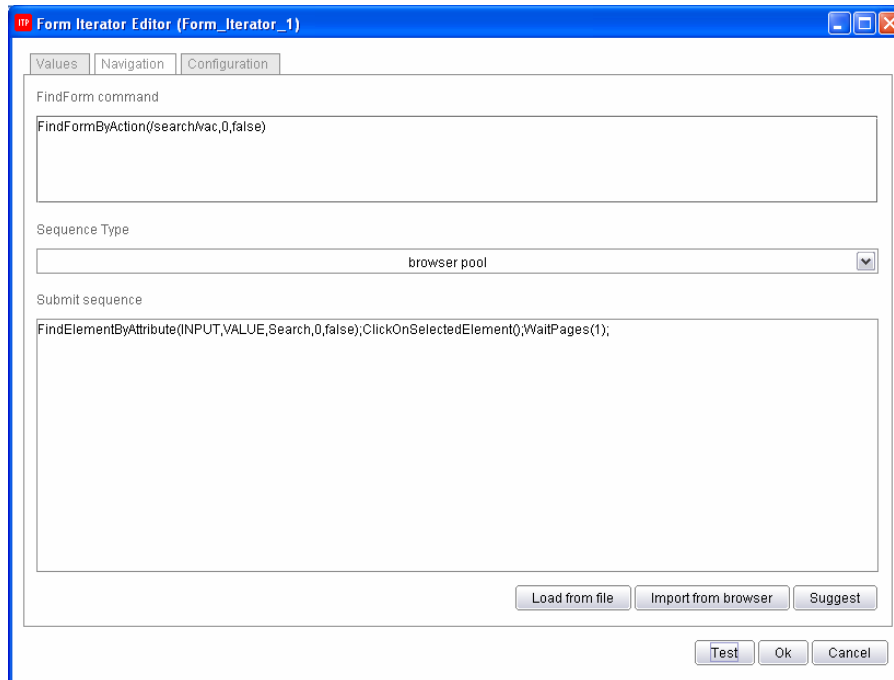 ITP Form Iterator Editor (Form_Iterator_1)
Values Navigation Configuration
FindForm command
FindFormByAction(/search/vac,0,false)
Sequence Type
browser pool
Submit sequence
FindElementByAttribute(INPUT,VALUE,Search,0,false);ClickOnSelectedElement();WaitPages(1);
Load from file Import from browser Suggest
Test Ok Cancel